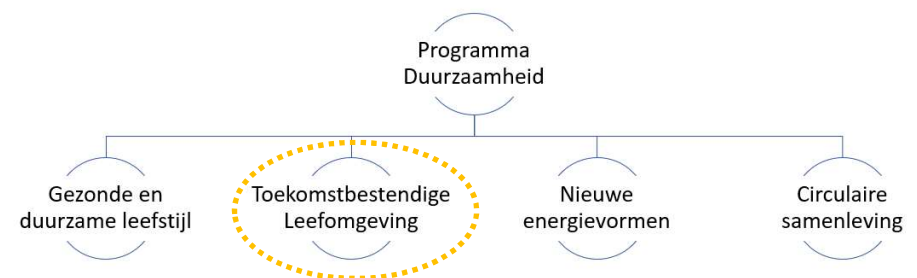 Programma
Duurzaamheid
Gezonde en
duurzame leefstijl
Toekomstbestendige
Leefomgeving
Nieuwe
energievormen
Circulaire
samenleving